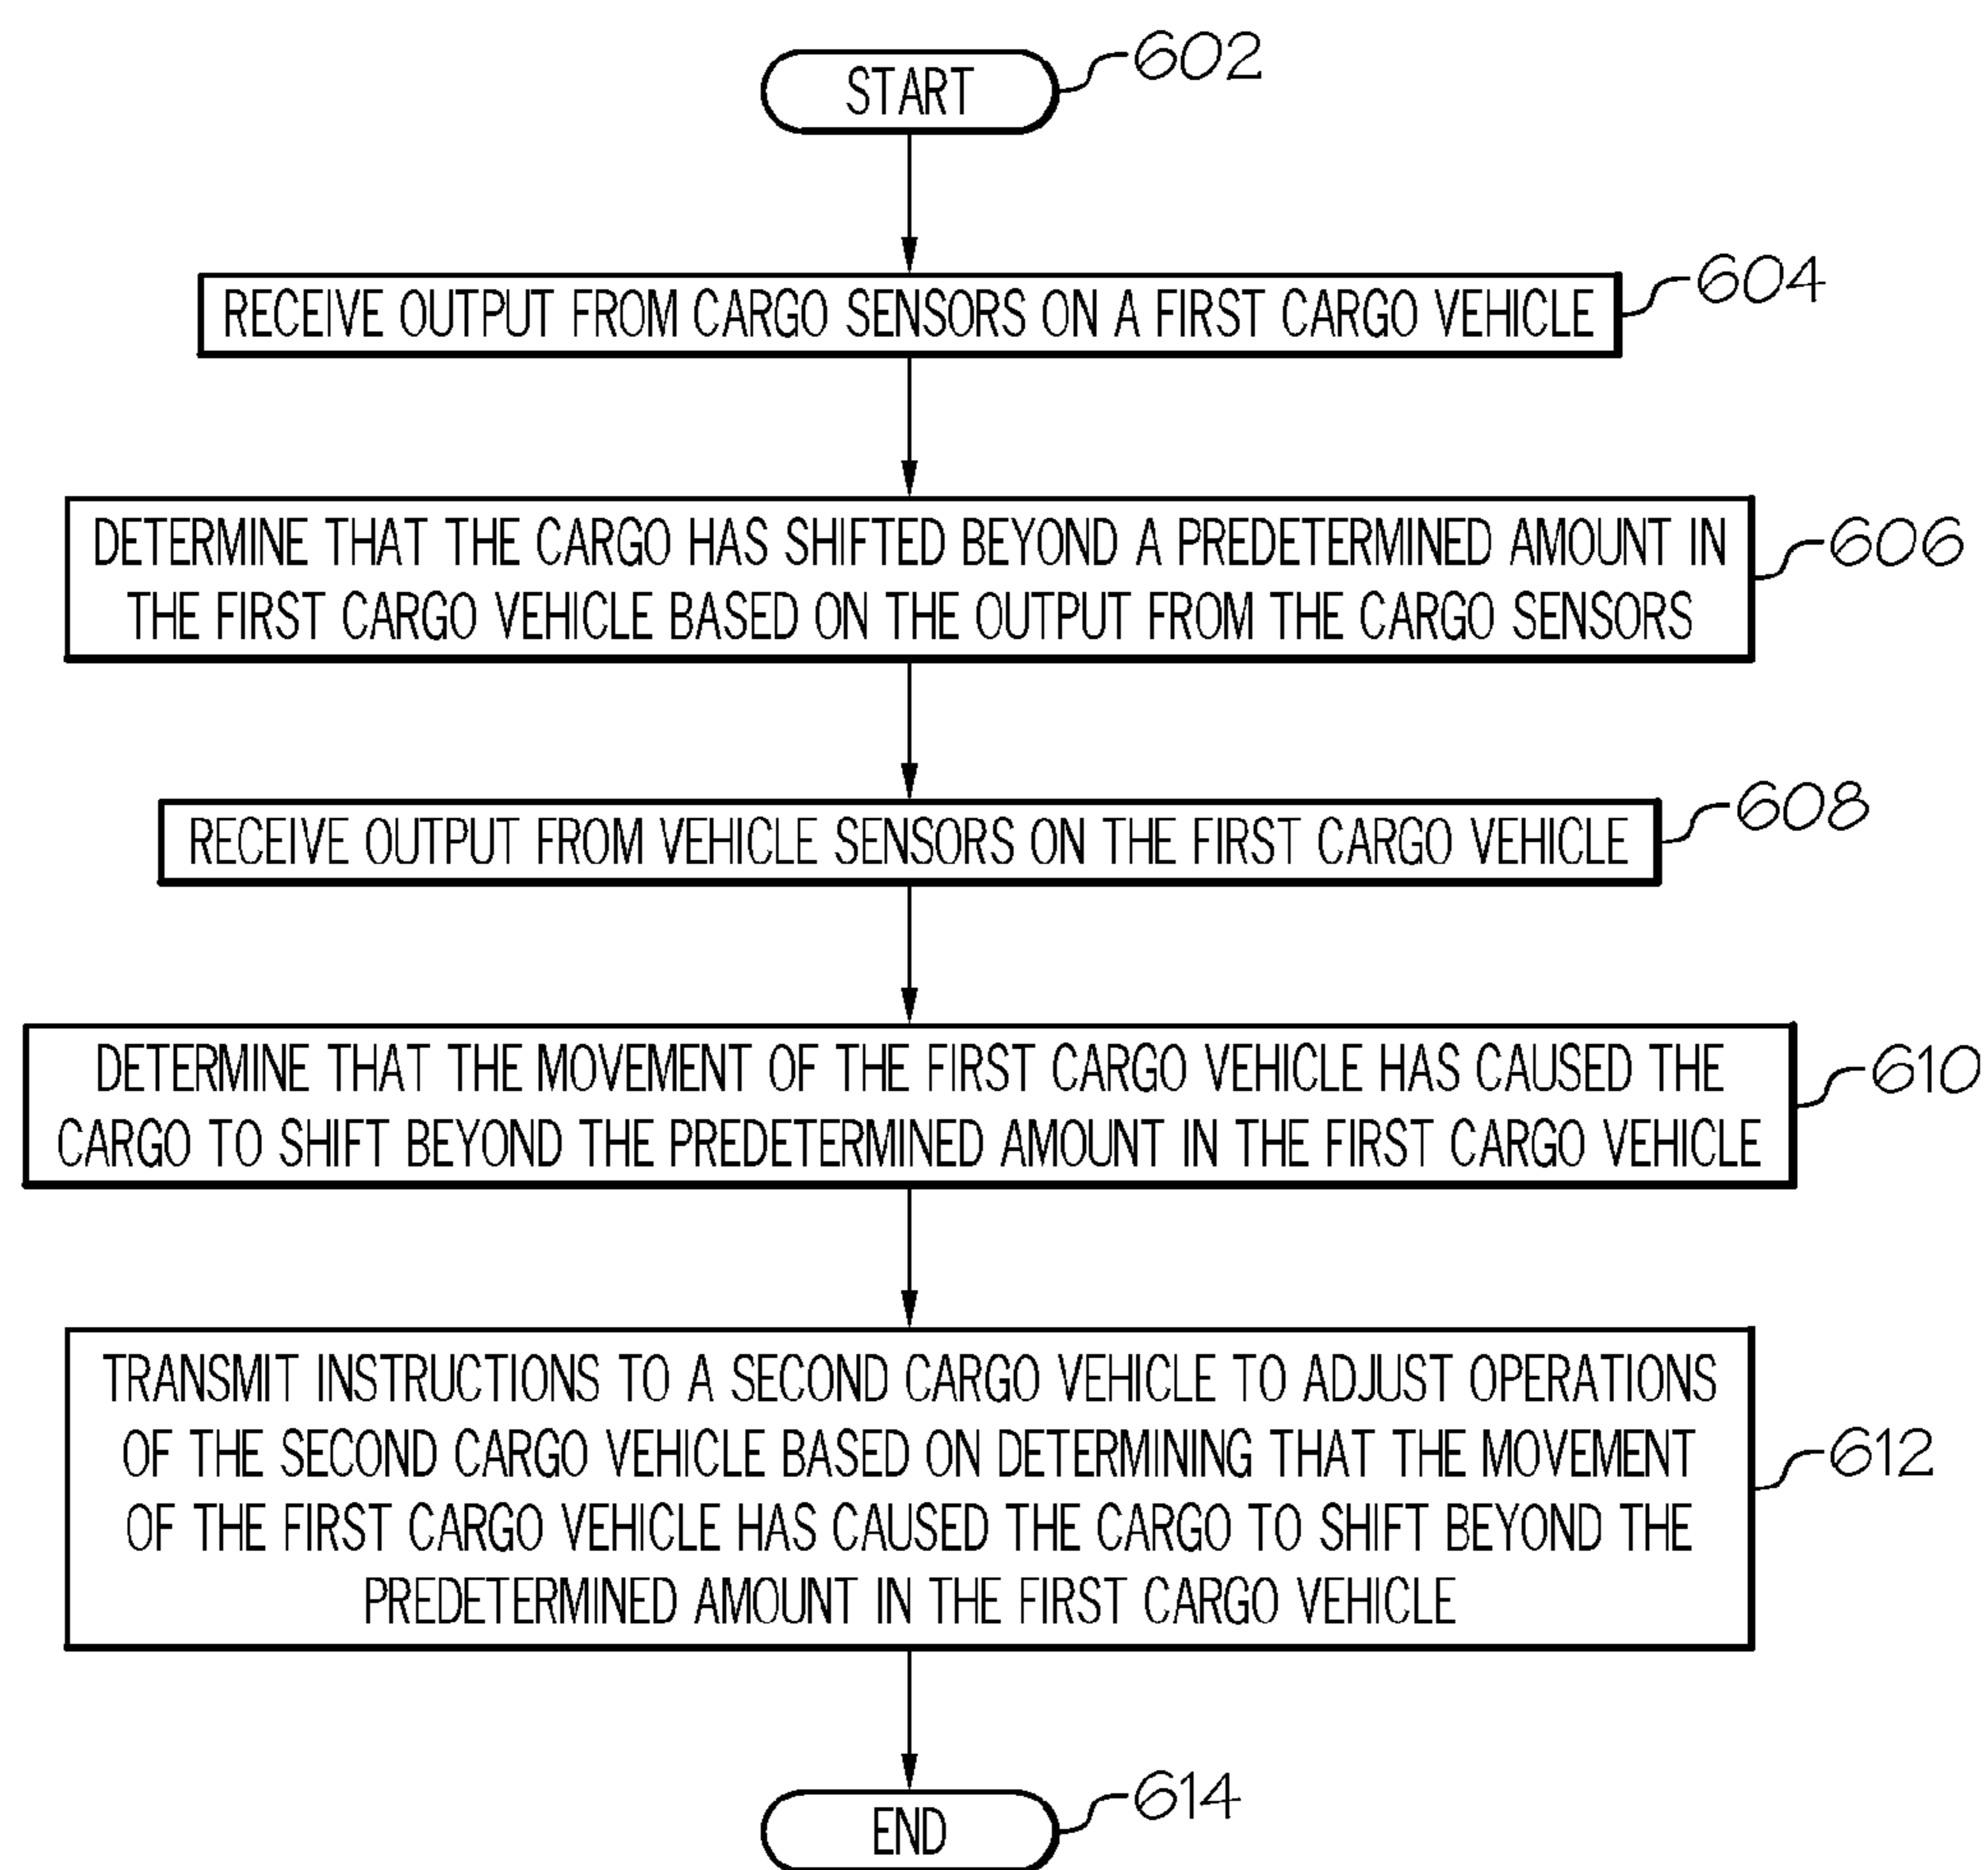 START
602
RECEIVE OUTPUT FROM CARGO SENSORS ON A FIRST CARGO VEHICLE
604
DETERMINE THAT THE CARGO HAS SHIFTED BEYOND A PREDETERMINED AMOUNT IN
THE FIRST CARGO VEHICLE BASED ON THE OUTPUT FROM THE CARGO SENSORS
606
RECEIVE OUTPUT FROM VEHICLE SENSORS ON THE FIRST CARGO VEHICLE
608
DETERMINE THAT THE MOVEMENT OF THE FIRST CARGO VEHICLE HAS CAUSED THE
CARGO TO SHIFT BEYOND THE PREDETERMINED AMOUNT IN THE FIRST CARGO VEHICLE
610
TRANSMIT INSTRUCTIONS TO A SECOND CARGO VEHICLE TO ADJUST OPERATIONS
OF THE SECOND CARGO VEHICLE BASED ON DETERMINING THAT THE MOVEMENT
OF THE FIRST CARGO VEHICLE HAS CAUSED THE CARGO TO SHIFT BEYOND THE
PREDETERMINED AMOUNT IN THE FIRST CARGO VEHICLE
612
END
614